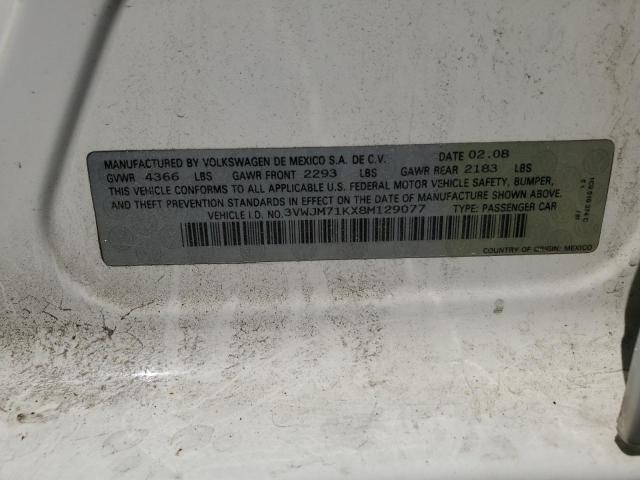 MANUFACTURED BY VOLKSWAGEN DE MEXICO S.A. DE C.V. DATE 02.08
GVWR 4366 LBS GAWR FRONT 2293 LBS GAWR REAR 2183 LBS
THIS VEHICLE CONFORMS TO ALL APPLICABLE U.S. FEDERAL MOTOR VEHICLE SAFETY, BUMPER,
AND THEFT PREVENTION STANDARDS IN EFFECT ON THE DATE OF MANUFACTURE SHOWN ABOVE.
VEHICLE I.D. NO. 3VWJM71KX8M129077 TYPE: PASSENGER CAR
COUNTRY OF ORIGIN: MEXICO